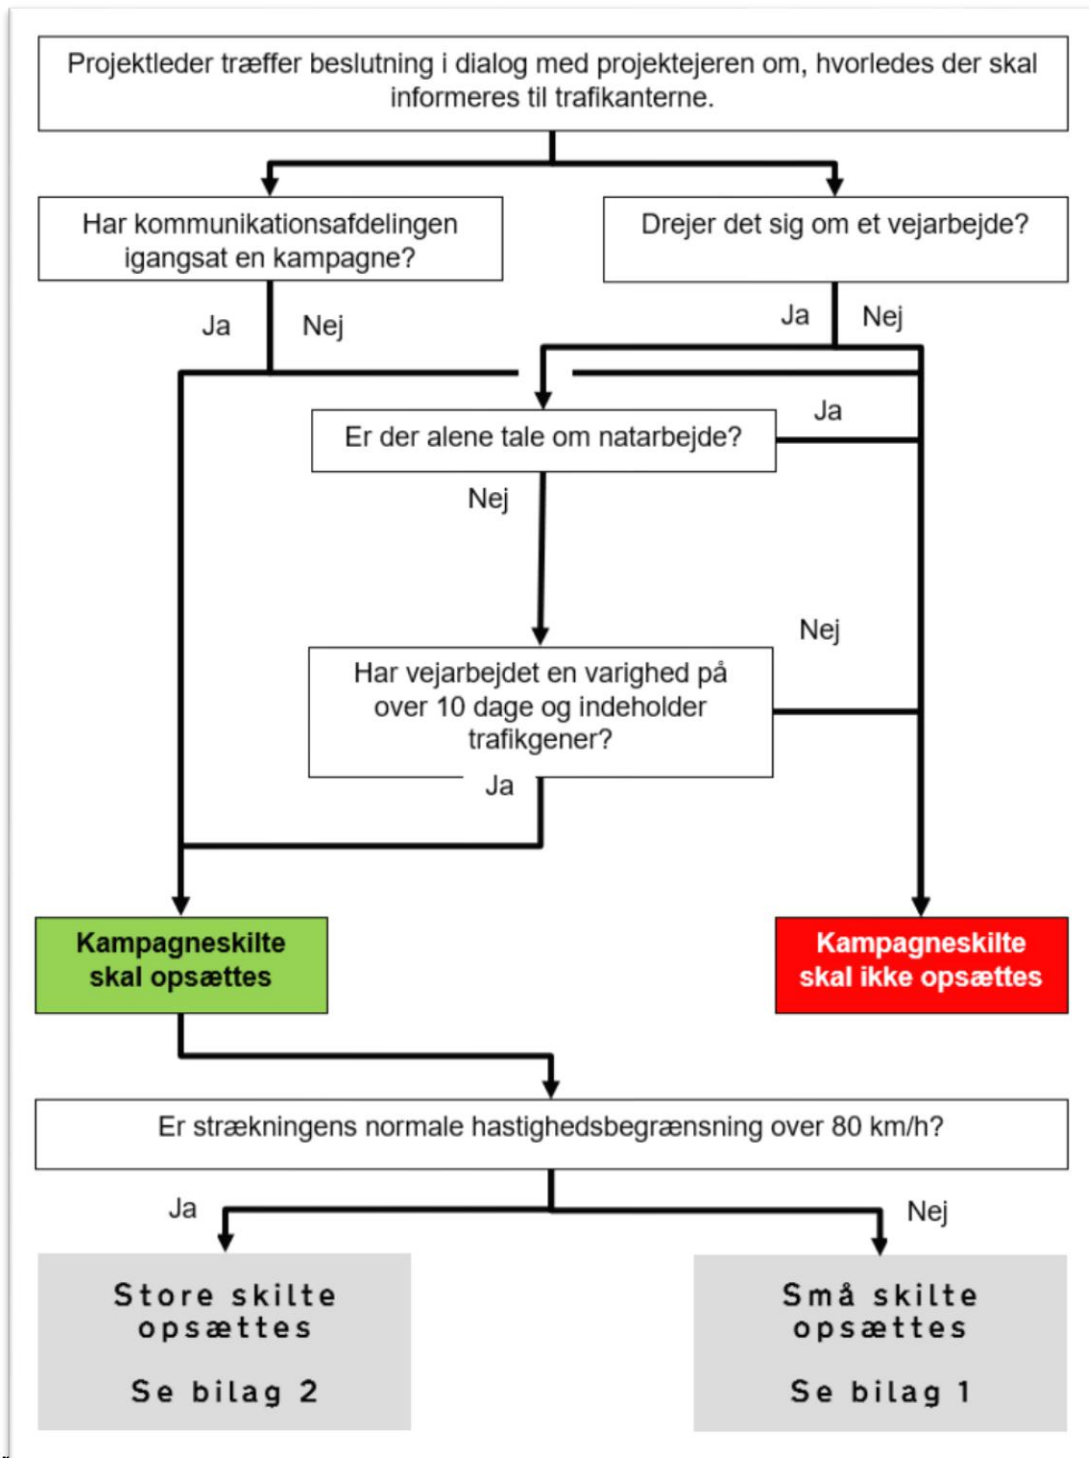 Projektleder træffer beslutning i dialog med projektejeren om, hvorledes der skal
informeres til trafikanterne.
Har kommunikationsafdelingen
igangsat en kampagne?
Drejer det sig om et vejarbejde?
Ja
Nej
Ja
Nej
Er der alene tale om natarbejde?
Ja
Nej
Nej
Har vejarbejdet en varighed på
over 10 dage og indeholder
trafikgener?
Ja
Kampagneskilte
skal opsættes
Kampagneskilte
skal ikke opsættes
Er strækningens normale hastighedsbegrænsning over 80 km/h?
Ja
Nej
Store skilte
opsættes
Se bilag 2
Små skilte
opsættes
Se bilag 1